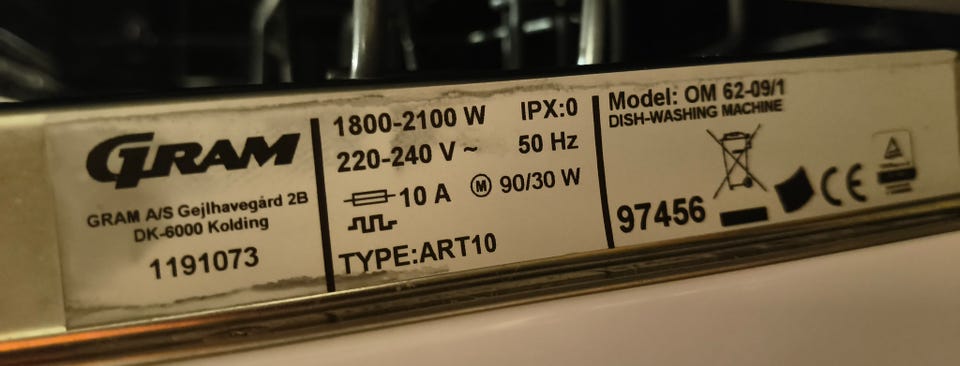 GRAM
GRAM A/S Gejlhavegård 2B
DK-6000 Kolding
1191073
1800-2100 W IPX:0
220-240 V ~ 50 Hz
10 A M 90/30 W
TYPE:ART10
Model: OM 62-09/1
DISH-WASHING MACHINE
97456
CE